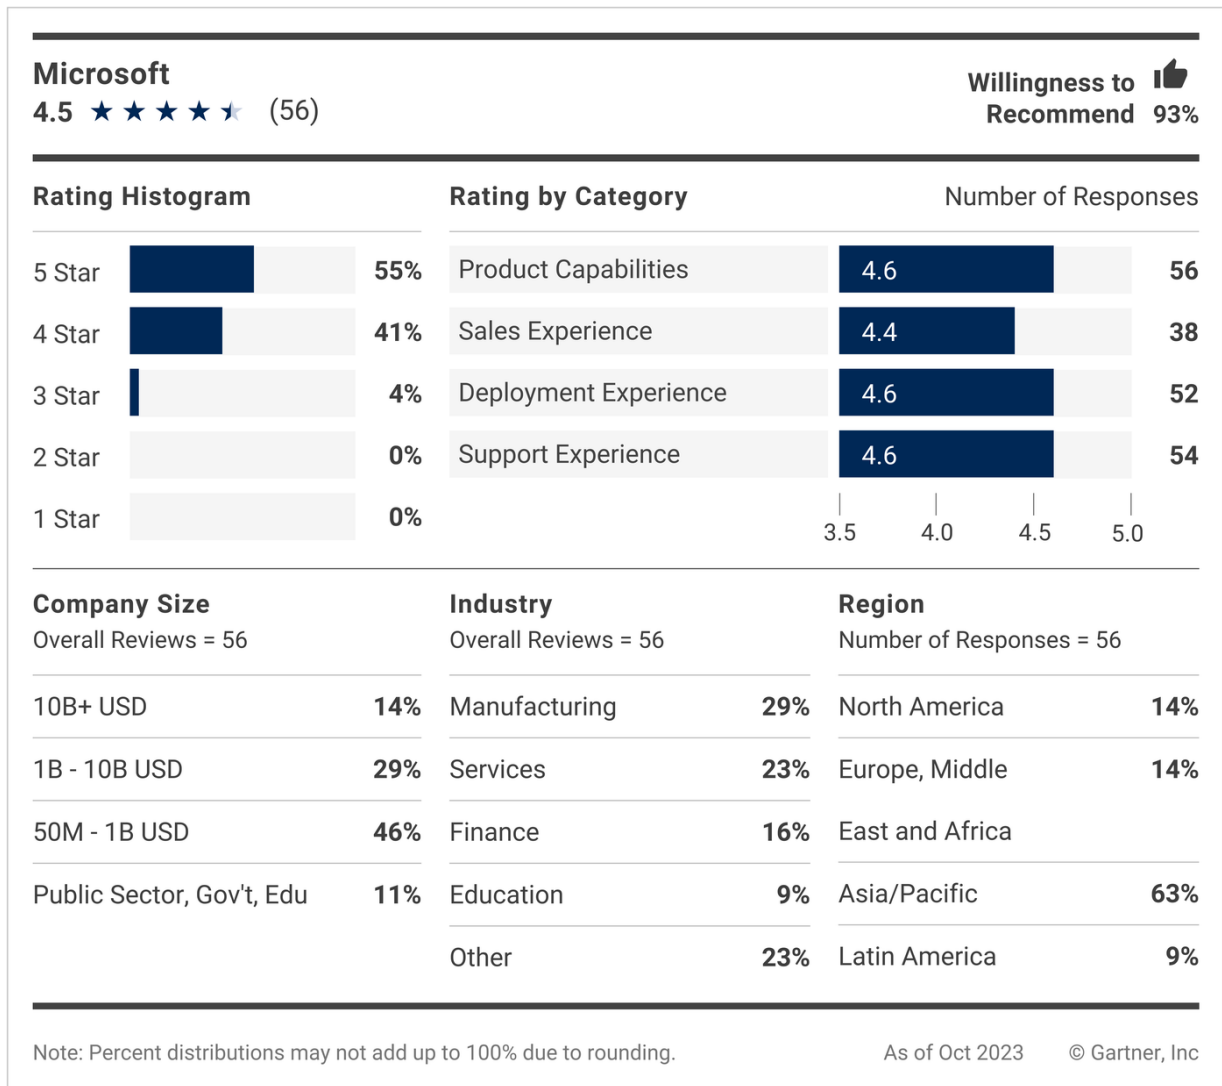 Microsoft
4.5 ★ ★ ★ ★ ★ (56)
Willingness to
Recommend 93%
Rating Histogram
5 Star 55%
4 Star 41%
3 Star 4%
2 Star 0%
1 Star 0%
Rating by Category Number of Responses
Product Capabilities 4.6 56
Sales Experience 4.4 38
Deployment Experience 4.6 52
Support Experience 4.6 54
3.5 4.0 4.5 5.0
Company Size
Overall Reviews = 56
10B+ USD 14%
1B - 10B USD 29%
50M - 1B USD 46%
Public Sector, Gov't, Edu 11%
Industry
Overall Reviews = 56
Manufacturing 29%
Services 23%
Finance 16%
Education 9%
Other 23%
Region
Number of Responses = 56
North America 14%
Europe, Middle 14%
East and Africa
Asia/Pacific 63%
Latin America 9%
Note: Percent distributions may not add up to 100% due to rounding. As of Oct 2023 © Gartner, Inc